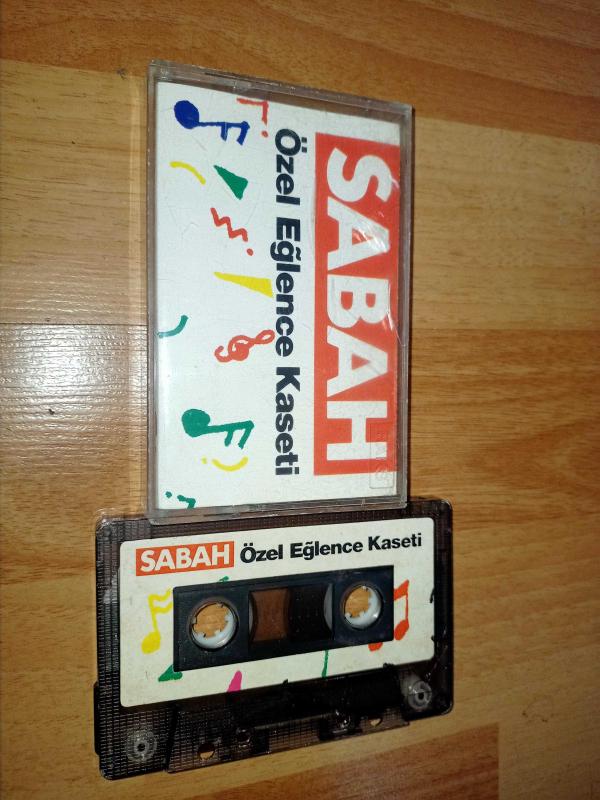 SABAH
Özel Eğlence Kaseti
SABAH Özel Eğlence Kaseti